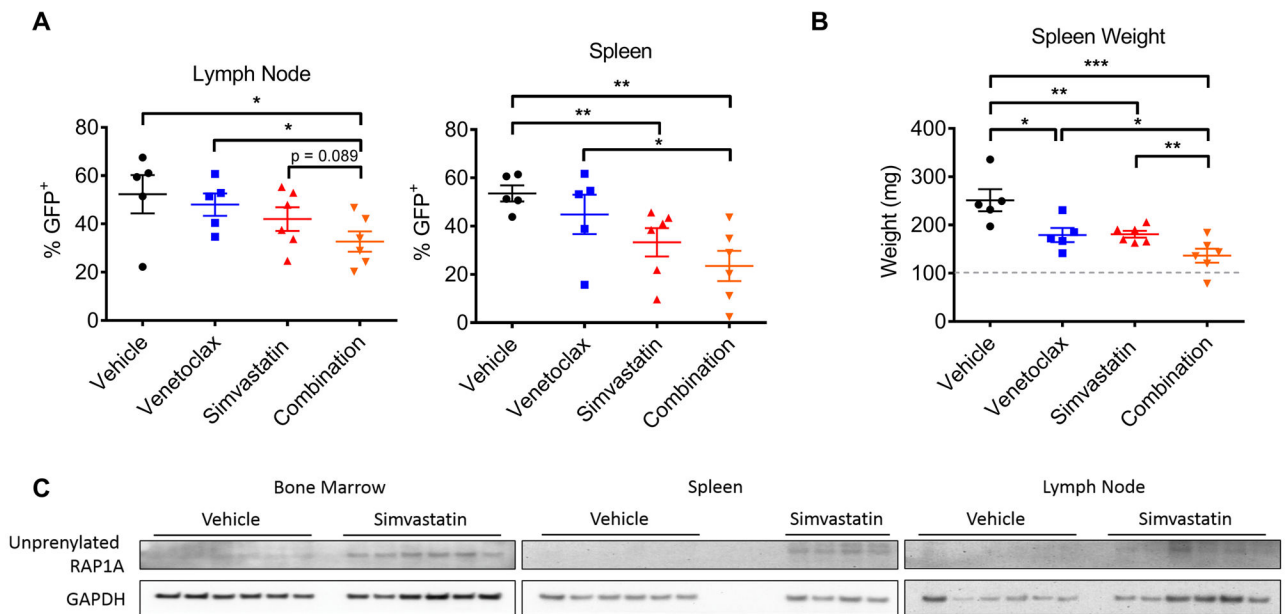 A
B
Lymph Node
Spleen
Spleen Weight
*
*
p = 0.089
80
60
40
20
0
% GFP+
Vehicle
Venetoclax
Simvastatin
Combination
**
**
*
80
60
40
20
0
% GFP+
Vehicle
Venetoclax
Simvastatin
Combination
***
**
*
*
**
400
300
200
100
0
Weight (mg)
Vehicle
Venetoclax
Simvastatin
Combination
C
Bone Marrow
Spleen
Lymph Node
Vehicle
Simvastatin
Vehicle
Simvastatin
Vehicle
Simvastatin
Unprenylated
RAP1A
GAPDH